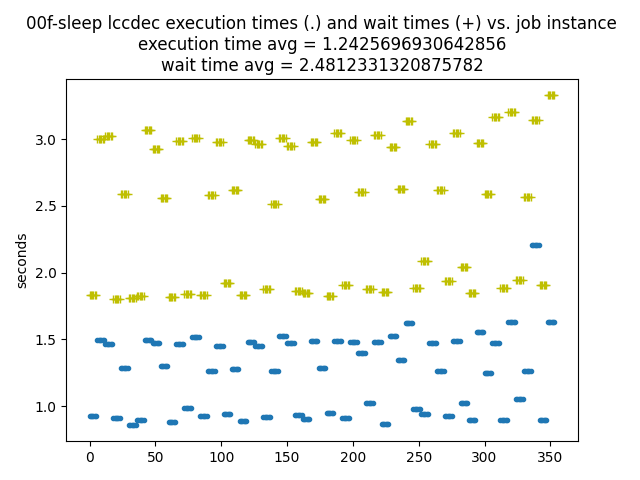 00f-sleep lccdec execution times (.) and wait times (+) vs. job instance
execution time avg = 1.2425696930642856
wait time avg = 2.4812331320875782
3.0
2.5
2.0
1.5
1.0
seconds
0 50 100 150 200 250 300 350